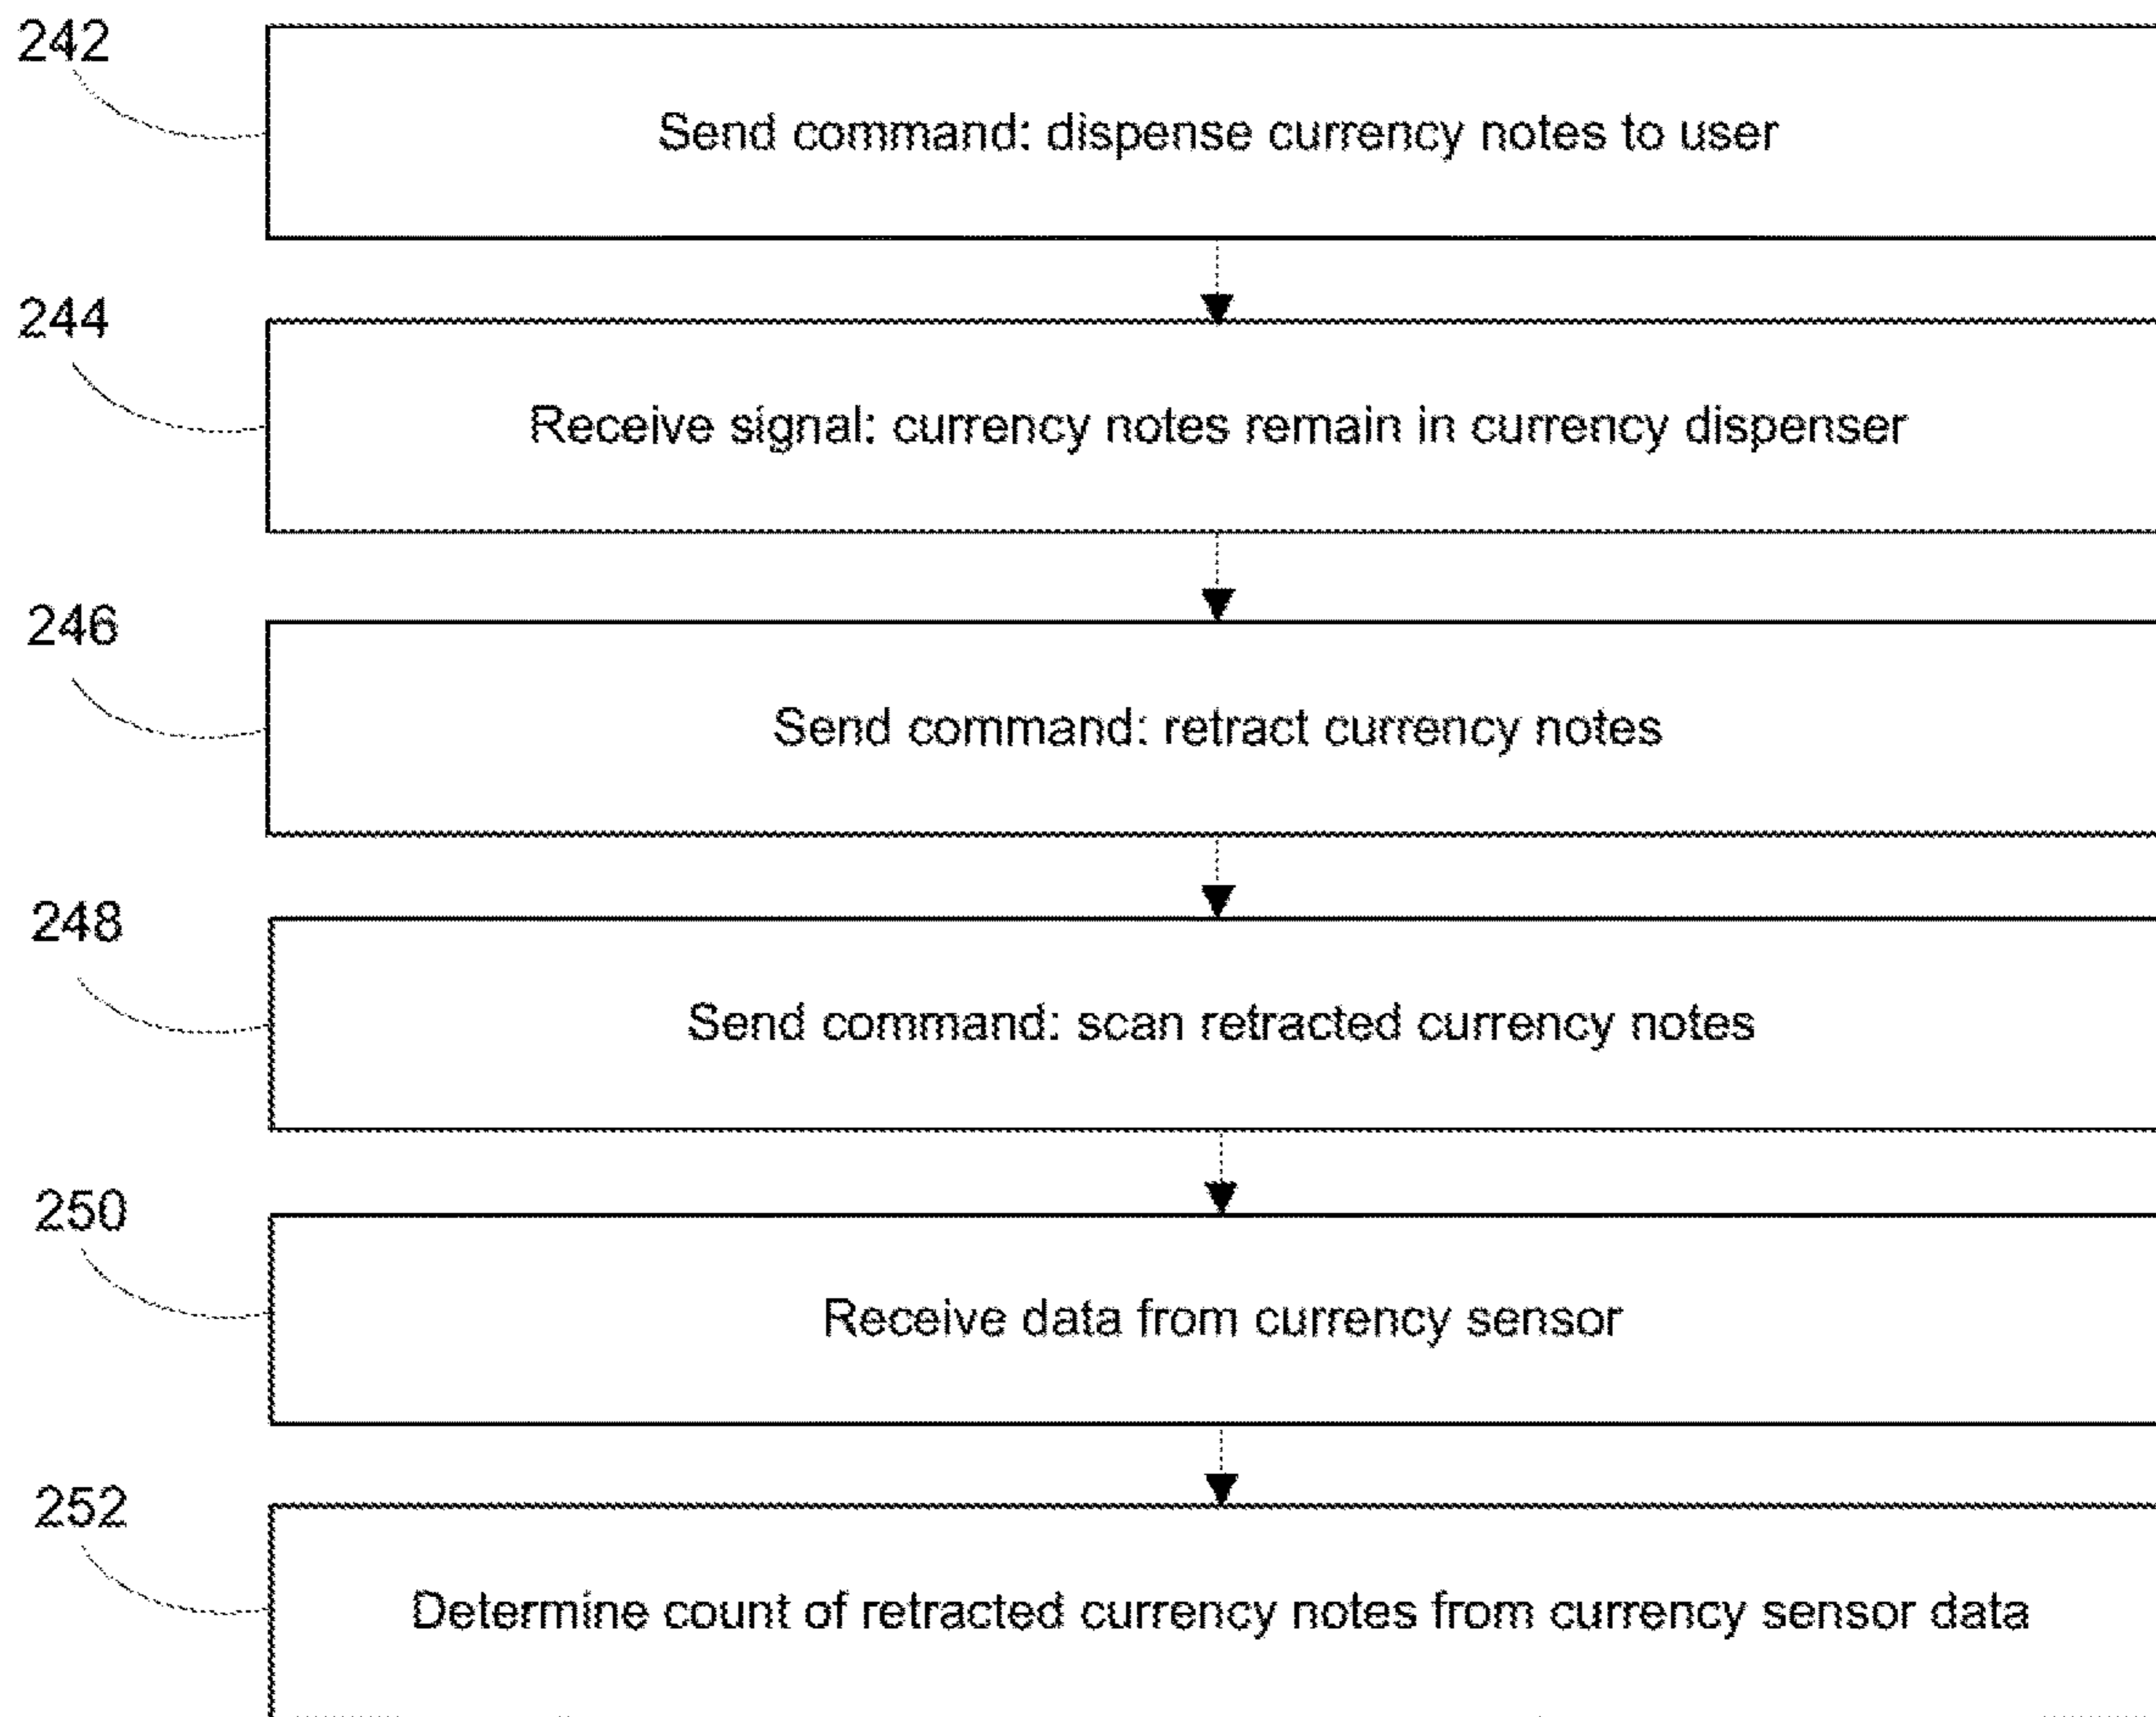 242
Send command: dispense currency notes to user
244
Receive signal: currency notes remain in currency dispenser
246
Send command: retract currency notes
248
Send command: scan retracted currency notes
250
Receive data from currency sensor
252
Determine count of retracted currency notes from currency sensor data